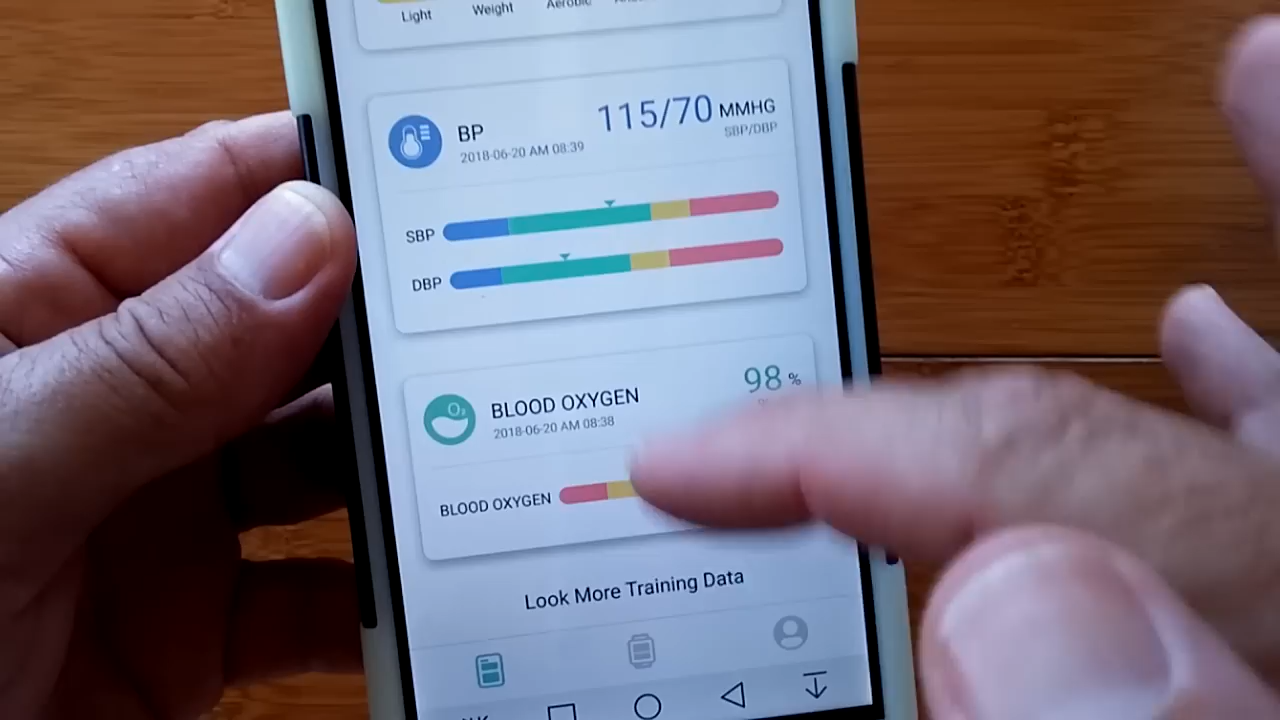 Light Weight Aerobic
BP 115/70 MMHG
2018-06-20 AM 08:39 SBP/DBP
SBP
DBP
O₂ BLOOD OXYGEN 98 %
2018-06-20 AM 08:38
BLOOD OXYGEN
Look More Training Data